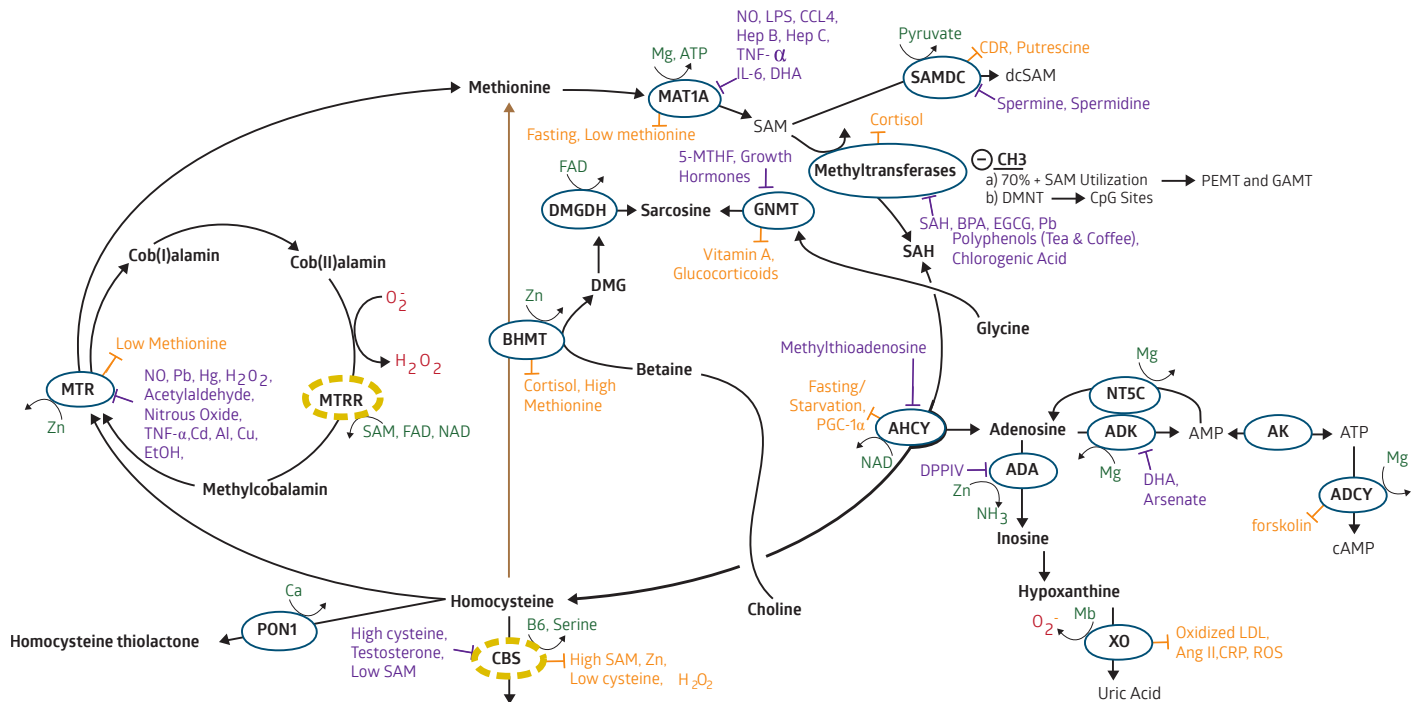 NO, LPS, CCL4,
Hep B, Hep C,
TNF- α
IL-6, DHA
Mg, ATP
Methionine
MAT1A
Fasting, Low methionine
SAM
Pyruvate
CDR, Putrescine
SAMDC
dcSAM
Spermine, Spermidine
Cortisol
Methyltransferases
− CH3
a) 70% + SAM Utilization
PEMT and GAMT
b) DMNT
CpG Sites
SAH, BPA, EGCG, Pb
Polyphenols (Tea & Coffee),
Chlorogenic Acid
SAH
5-MTHF, Growth
Hormones
FAD
DMGDH
Sarcosine
GNMT
Vitamin A,
Glucocorticoids
DMG
Glycine
Zn
BHMT
Cortisol, High
Methionine
Betaine
Choline
Cob(I)alamin
Cob(II)alamin
O2-
H2O2
Low Methionine
MTR
Zn
NO, Pb, Hg, H2O2,
Acetylaldehyde,
Nitrous Oxide,
TNF-α,Cd, Al, Cu,
EtOH,
MTRR
SAM, FAD, NAD
Methylcobalamin
Methylthioadenosine
Fasting/
Starvation,
PGC-1α
AHCY
NAD
Adenosine
Mg
NT5C
ADK
Mg
AMP
AK
ATP
DHA,
Arsenate
Mg
ADCY
forskolin
cAMP
DPPIV
ADA
Zn
NH3
Inosine
Hypoxanthine
O2-
Mb
XO
Oxidized LDL,
Ang II,CRP, ROS
Uric Acid
Homocysteine
Ca
PON1
Homocysteine thiolactone
High cysteine,
Testosterone,
Low SAM
B6, Serine
CBS
High SAM, Zn,
Low cysteine, H2O2